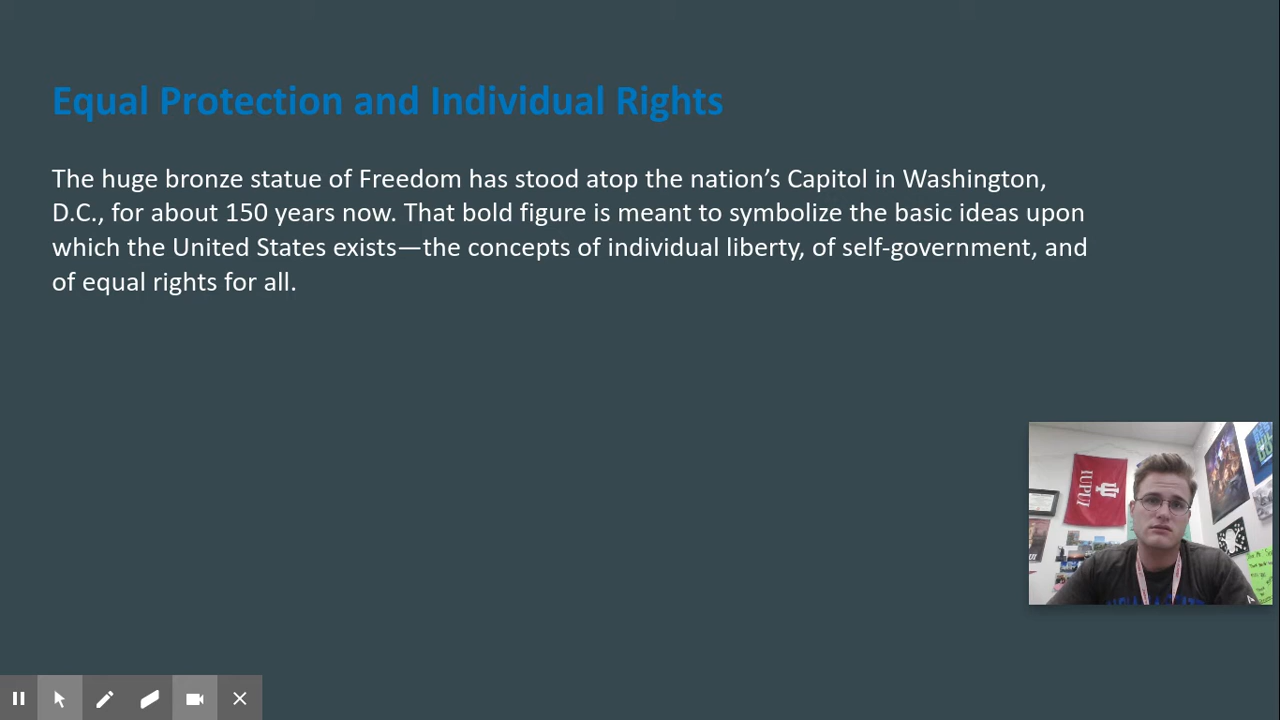 Equal Protection and Individual Rights
The huge bronze statue of Freedom has stood atop the nation’s Capitol in Washington,
D.C., for about 150 years now. That bold figure is meant to symbolize the basic ideas upon
which the United States exists—the concepts of individual liberty, of self-government, and
of equal rights for all.
IUPUI